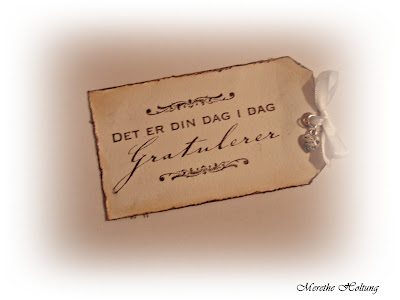 DET ER DIN DAG I DAG
Gratulerer
Merethe Holtung